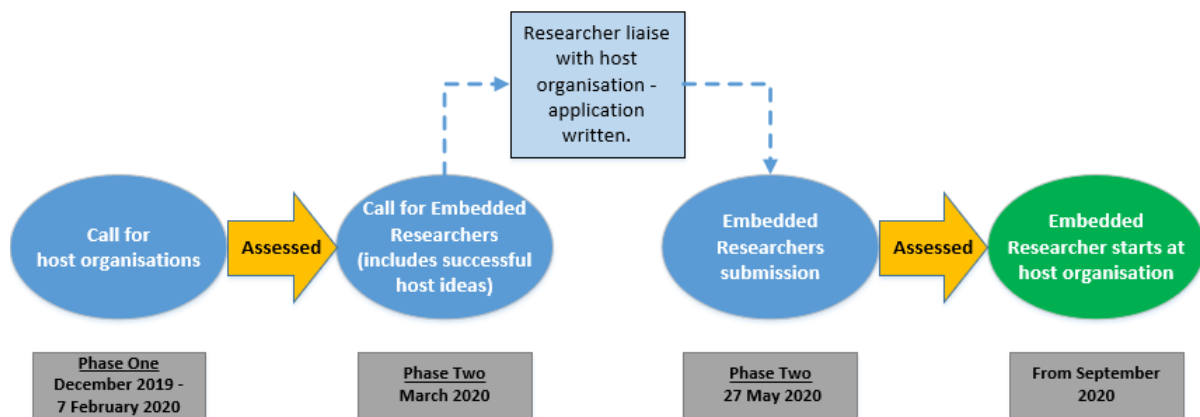 Researcher liaise
with host
organisation -
application
written.
Call for
host organisations
Assessed
Call for Embedded
Researchers
(includes successful
host ideas)
Embedded
Researchers
submission
Assessed
Embedded
Researcher starts at
host organisation
Phase One
December 2019 -
7 February 2020
Phase Two
March 2020
Phase Two
27 May 2020
From September
2020